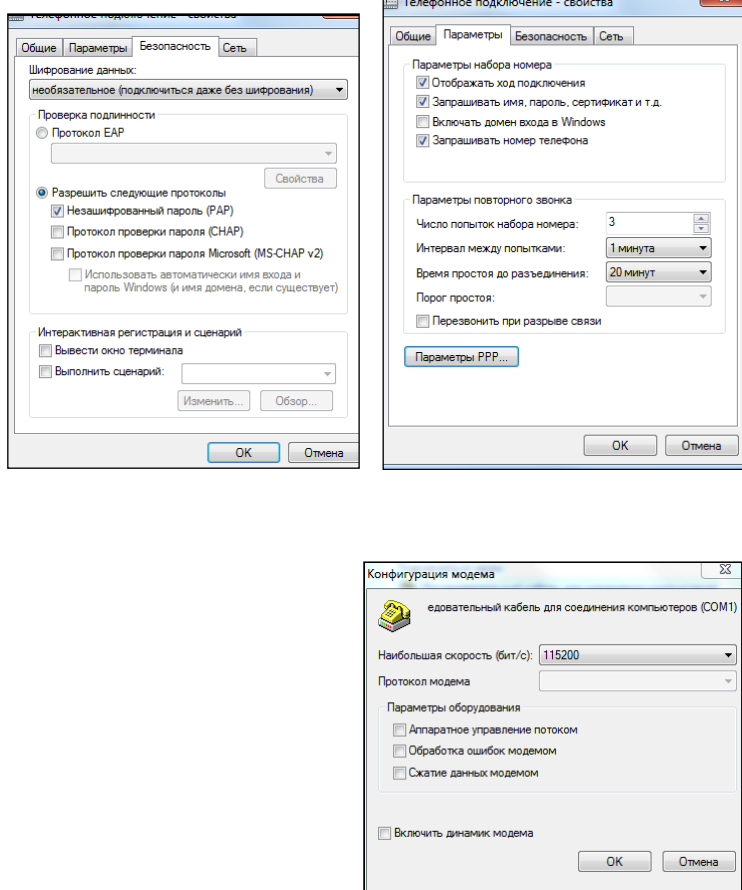 Телефонное подключение - свойства
Общие Параметры Безопасность Сеть
Шифрование данных:
необязательное (подключиться даже без шифрования)
Проверка подлинности
Протокол EAP
Свойства
Разрешить следующие протоколы
Незашифрованный пароль (PAP)
Протокол проверки пароля (CHAP)
Протокол проверки пароля Microsoft (MS-CHAP v2)
Использовать автоматически имя входа и
пароль Windows (и имя домена, если существует)
Интерактивная регистрация и сценарий
Вывести окно терминала
Выполнить сценарий:
Изменить... Обзор...
OK Отмена
Телефонное подключение - свойства
Общие Параметры Безопасность Сеть
Параметры набора номера
Отображать ход подключения
Запрашивать имя, пароль, сертификат и т.д.
Включать домен входа в Windows
Запрашивать номер телефона
Параметры повторного звонка
Число попыток набора номера: 3
Интервал между попытками: 1 минута
Время простоя до разъединения: 20 минут
Порог простоя:
Перезвонить при разрыве связи
Параметры PPP...
OK Отмена
Конфигурация модема
едовательный кабель для соединения компьютеров (COM1)
Наибольшая скорость (бит/с): 115200
Протокол модема
Параметры оборудования
Аппаратное управление потоком
Обработка ошибок модемом
Сжатие данных модемом
Включить динамик модема
OK Отмена